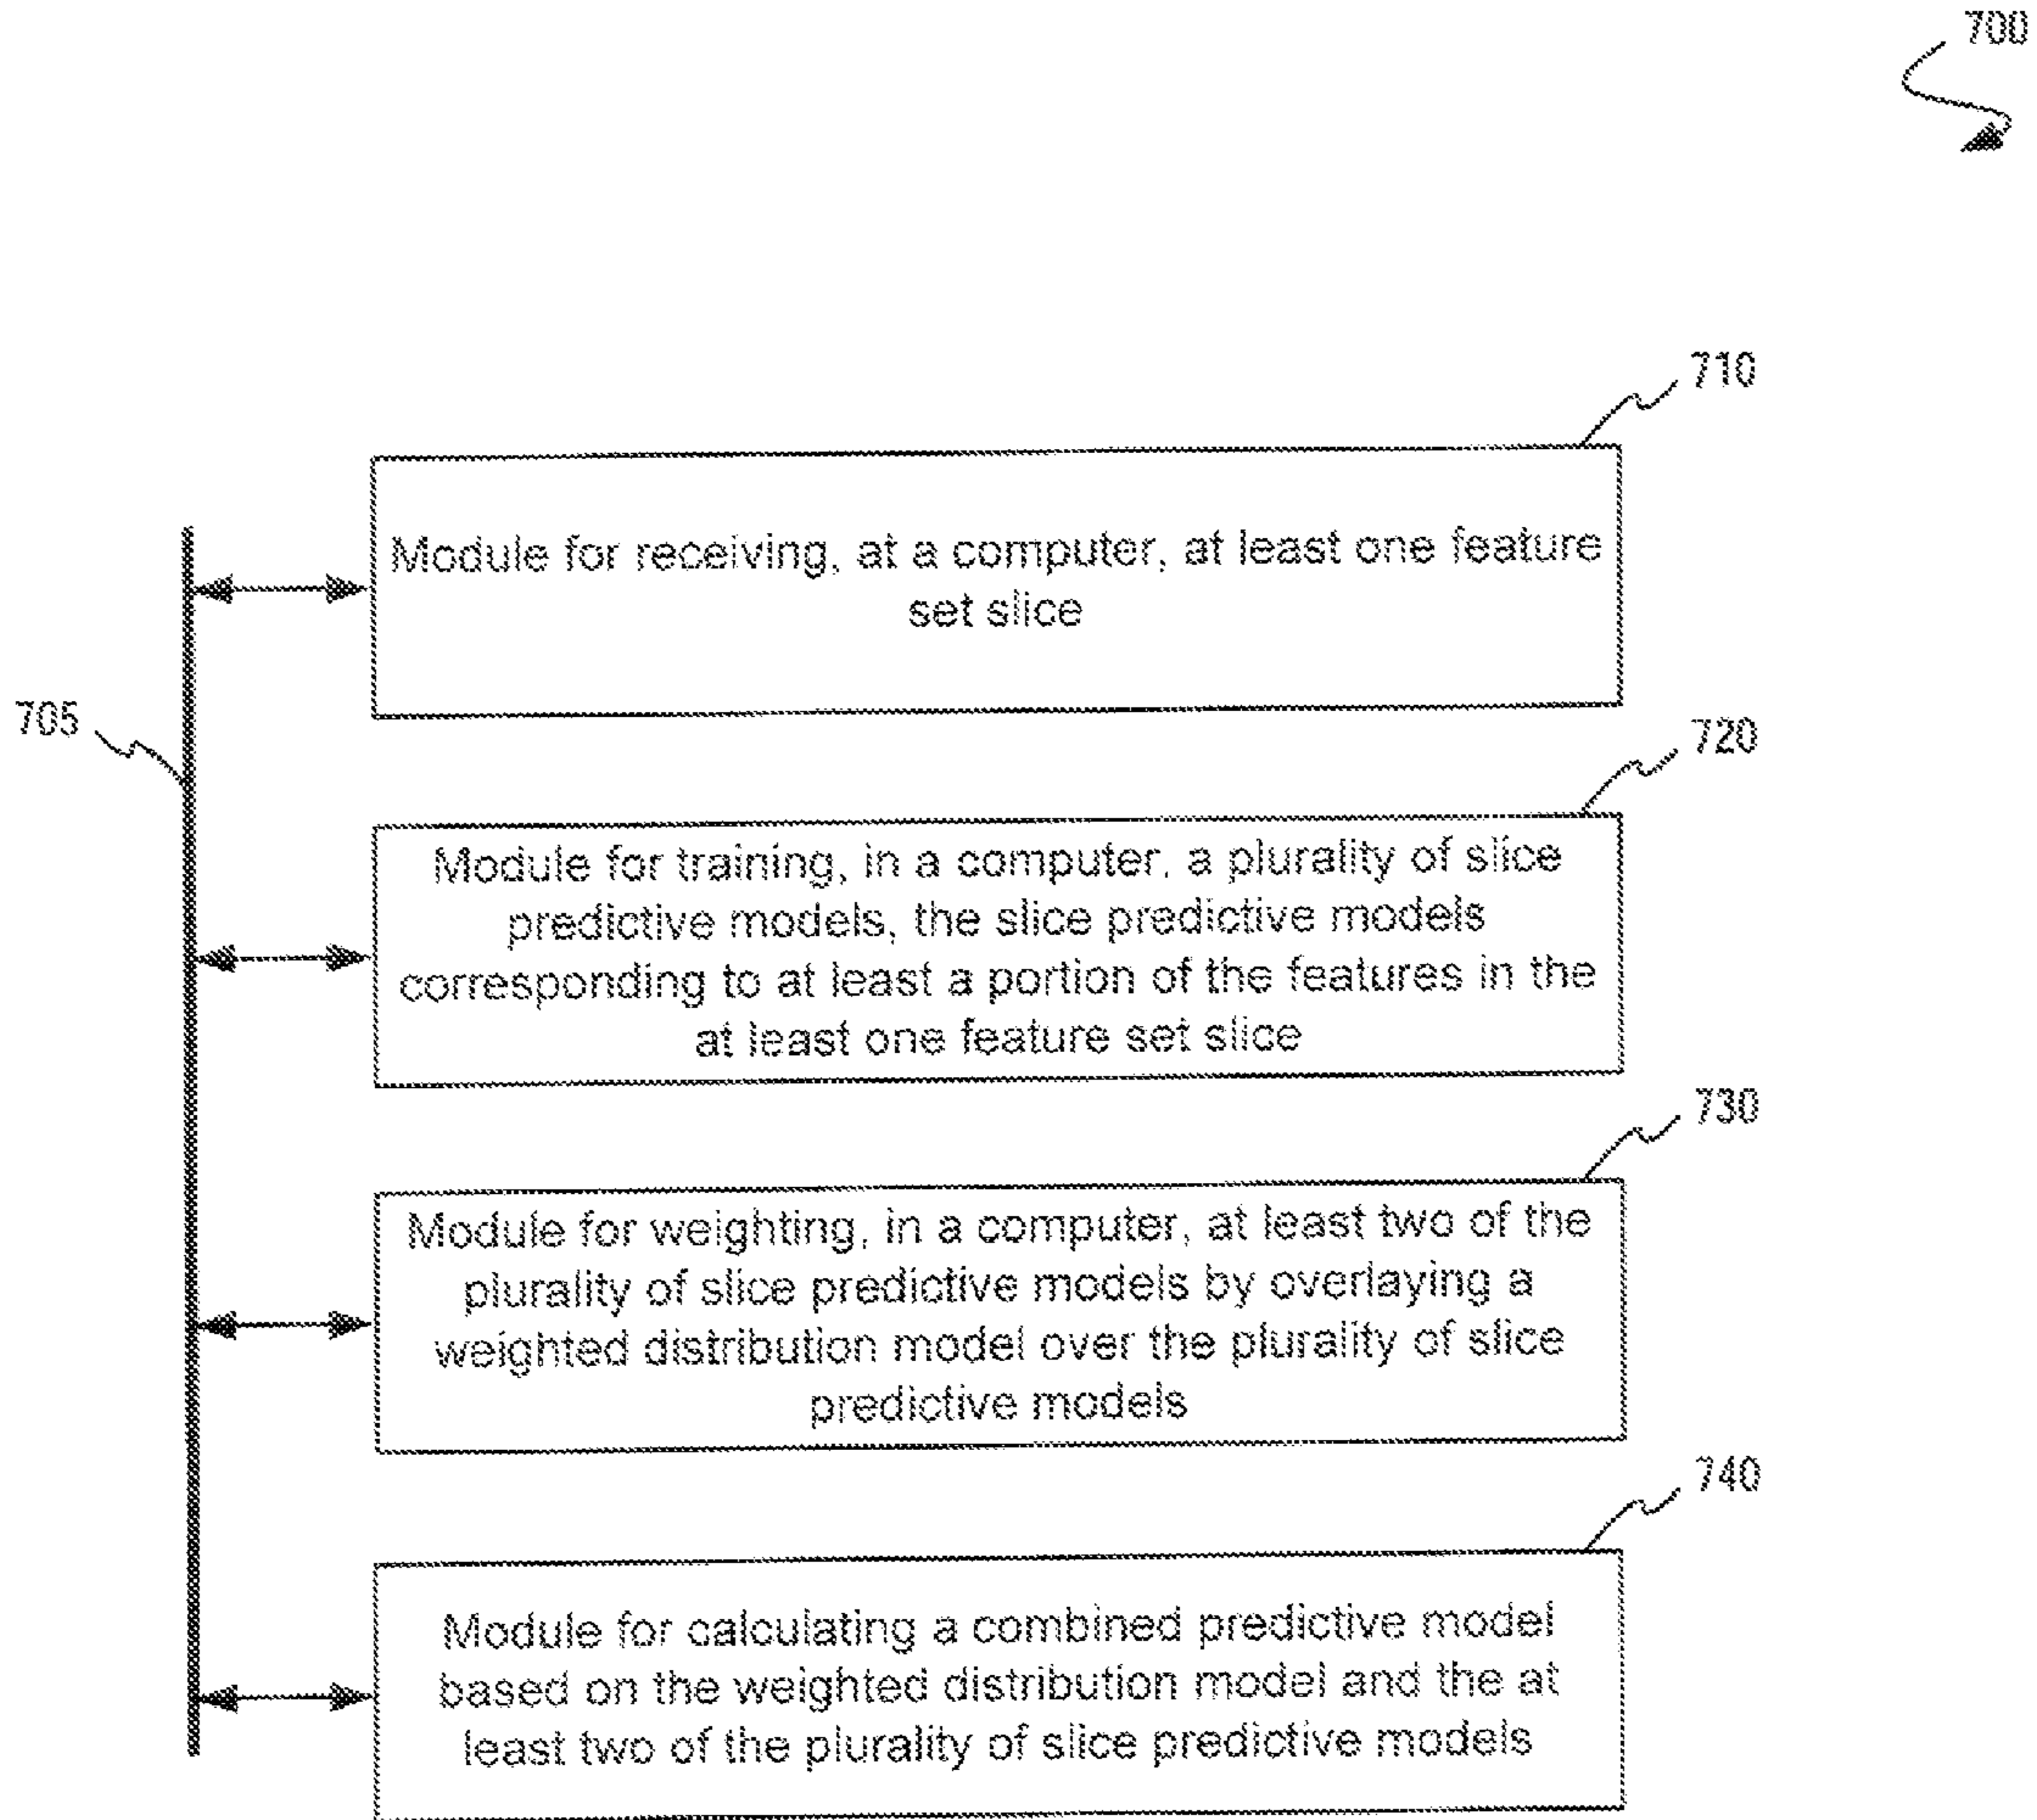 700
710
Module for receiving, at a computer, at least one feature
set slice
705
720
Module for training, in a computer, a plurality of slice
predictive models, the slice predictive models
corresponding to at least a portion of the features in the
at least one feature set slice
730
Module for weighting, in a computer, at least two of the
plurality of slice predictive models by overlaying a
weighted distribution model over the plurality of slice
predictive models
740
Module for calculating a combined predictive model
based on the weighted distribution model and the at
least two of the plurality of slice predictive models